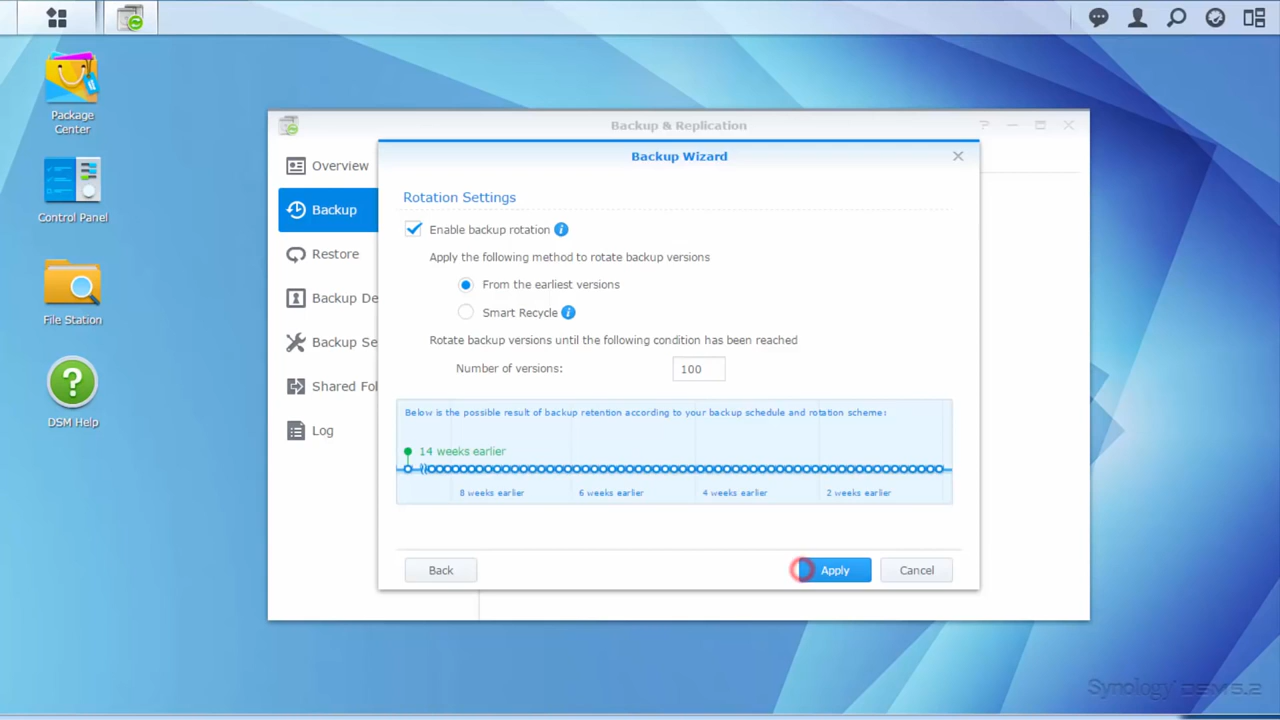 Package
Center
Control Panel
File Station
?
DSM Help
Backup & Replication
?
Overview
Backup
Restore
Backup De
Backup Se
Shared Fol
Log
Backup Wizard
Rotation Settings
Enable backup rotation i
Apply the following method to rotate backup versions
From the earliest versions
Smart Recycle i
Rotate backup versions until the following condition has been reached
Number of versions: 100
Below is the possible result of backup retention according to your backup schedule and rotation scheme:
14 weeks earlier
8 weeks earlier 6 weeks earlier 4 weeks earlier 2 weeks earlier
Back Apply Cancel
Synology DSM5.2